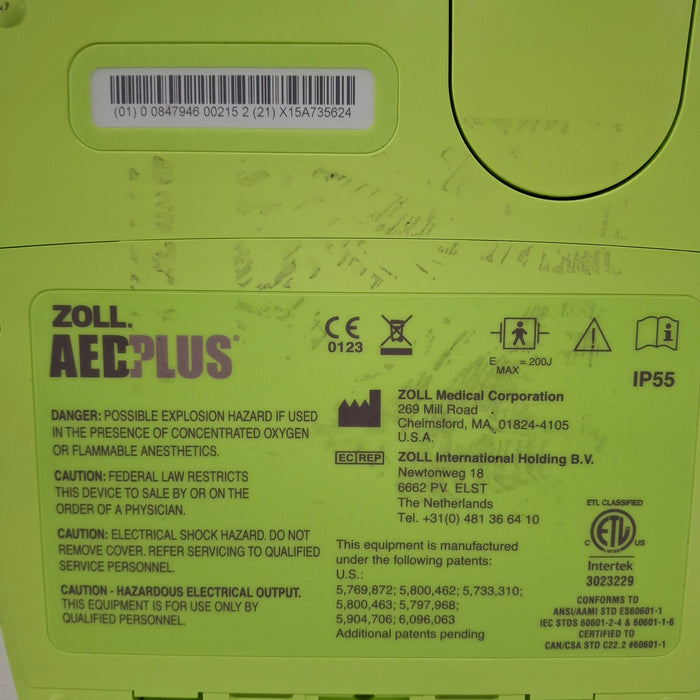 (01) 0 0847946 00215 2 (21) X15A735624
ZOLL.
AEDPLUS®
DANGER: POSSIBLE EXPLOSION HAZARD IF USED
IN THE PRESENCE OF CONCENTRATED OXYGEN
OR FLAMMABLE ANESTHETICS.
CAUTION: FEDERAL LAW RESTRICTS
THIS DEVICE TO SALE BY OR ON THE
ORDER OF A PHYSICIAN.
CAUTION: ELECTRICAL SHOCK HAZARD. DO NOT
REMOVE COVER. REFER SERVICING TO QUALIFIED
SERVICE PERSONNEL.
CAUTION - HAZARDOUS ELECTRICAL OUTPUT.
THIS EQUIPMENT IS FOR USE ONLY BY
QUALIFIED PERSONNEL.
CE
0123
E MAX = 200J
IP55
ZOLL Medical Corporation
269 Mill Road
Chelmsford, MA, 01824-4105
U.S.A.
EC REP
ZOLL International Holding B.V.
Newtonweg 18
6662 PV ELST
The Netherlands
Tel. +31(0) 481 36 64 10
This equipment is manufactured
under the following patents:
U.S.:
5,769,872; 5,800,462; 5,733,310;
5,800,463; 5,797,968;
5,904,706; 6,096,063
Additional patents pending
ETL CLASSIFIED
C ETL US
LISTED
Intertek
3023229
CONFORMS TO
ANSI/AAMI STD ES60601-1
IEC STDS 60601-2-4 & 60601-1-6
CERTIFIED TO
CAN/CSA STD C22.2 #60601-1